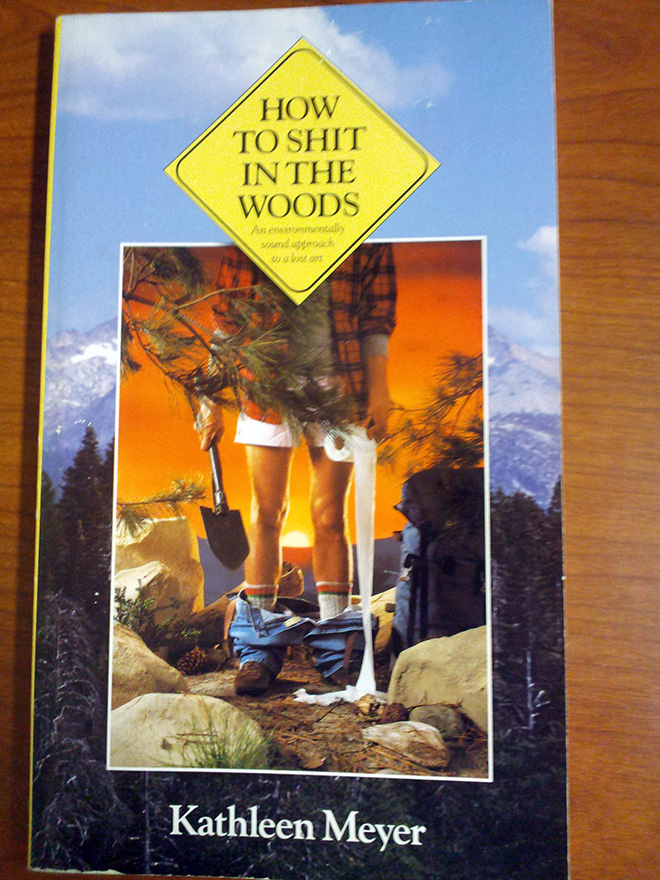 HOW
TO SHIT
IN THE
WOODS
An environmentally
sound approach
to a lost art
Kathleen Meyer